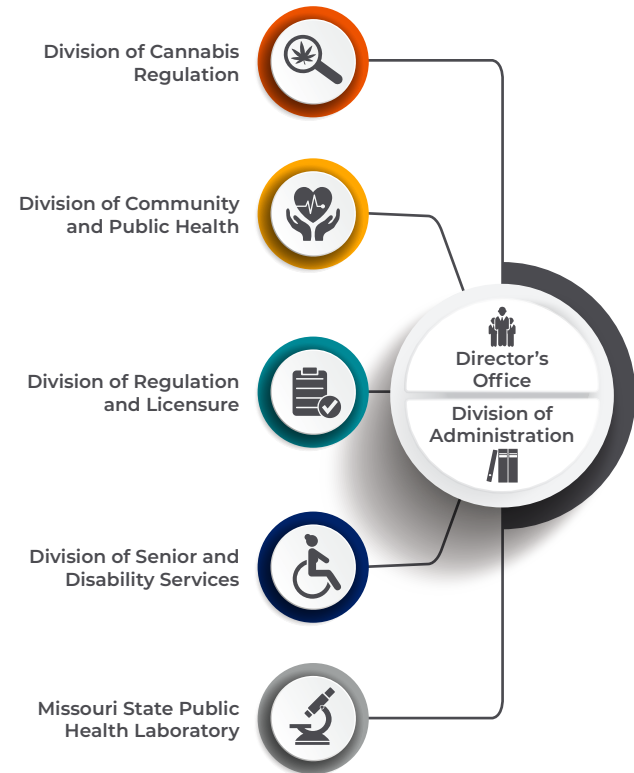 Division of Cannabis
Regulation
Division of Community
and Public Health
Division of Regulation
and Licensure
Division of Senior and
Disability Services
Missouri State Public
Health Laboratory
Director's
Office
Division of
Administration